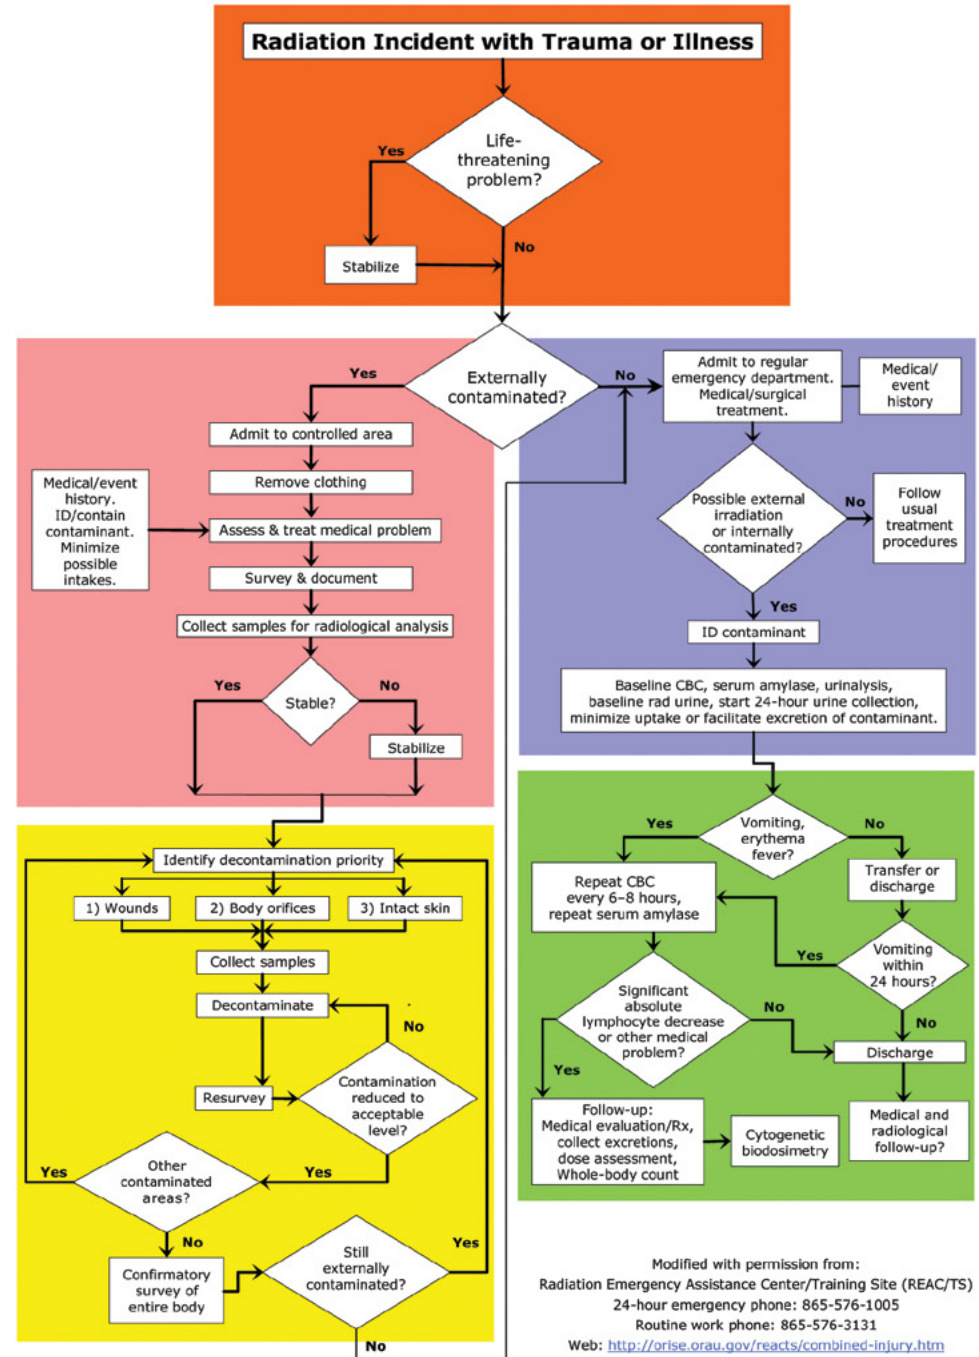 Radiation Incident with Trauma or Illness
Life-
threatening
problem?
Yes
No
Stabilize
Externally
contaminated?
Yes
No
Admit to controlled area
Remove clothing
Medical/event
history.
ID/contain
contaminant.
Minimize
possible
intakes.
Assess & treat medical problem
Survey & document
Collect samples for radiological analysis
Stable?
Yes
No
Stabilize
Admit to regular
emergency department.
Medical/surgical
treatment.
Medical/
event
history
Possible external
irradiation
or internally
contaminated?
No
Follow
usual
treatment
procedures
Yes
ID contaminant
Baseline CBC, serum amylase, urinalysis,
baseline rad urine, start 24-hour urine collection,
minimize uptake or facilitate excretion of contaminant.
Identify decontamination priority
1) Wounds
2) Body orifices
3) Intact skin
Collect samples
Decontaminate
No
Resurvey
Contamination
reduced to
acceptable
level?
Yes
Other
contaminated
areas?
Yes
No
Confirmatory
survey of
entire body
Still
externally
contaminated?
Yes
No
Vomiting,
erythema
fever?
Yes
No
Repeat CBC
every 6–8 hours,
repeat serum amylase
Transfer or
discharge
Vomiting
within
24 hours?
Yes
No
Significant
absolute
lymphocyte decrease
or other medical
problem?
No
Yes
Discharge
Follow-up:
Medical evaluation/Rx,
collect excretions,
dose assessment,
Whole-body count
Cytogenetic
biodosimetry
Medical and
radiological
follow-up?
Modified with permission from:
Radiation Emergency Assistance Center/Training Site (REAC/TS)
24-hour emergency phone: 865-576-1005
Routine work phone: 865-576-3131
Web: http://orise.orau.gov/reacts/combined-injury.htm